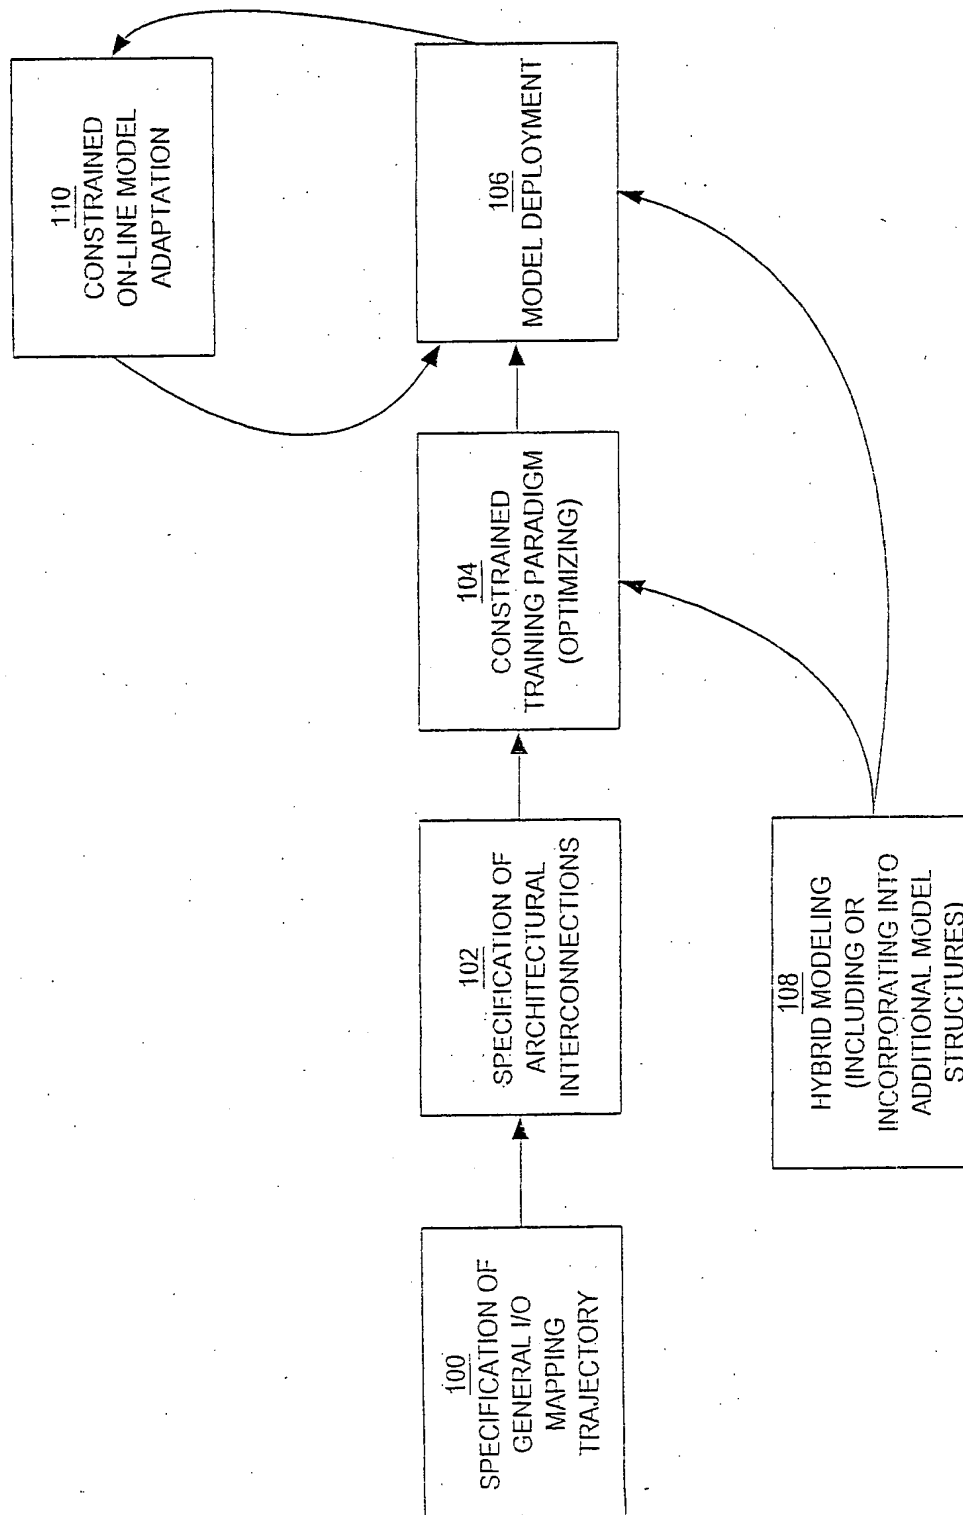 100
SPECIFICATION OF
GENERAL I/O
MAPPING
TRAJECTORY
102
SPECIFICATION OF
ARCHITECTURAL
INTERCONNECTIONS
104
CONSTRAINED
TRAINING PARADIGM
(OPTIMIZING)
106
MODEL DEPLOYMENT
108
HYBRID MODELING
(INCLUDING OR
INCORPORATING INTO
ADDITIONAL MODEL
STRUCTURES)
110
CONSTRAINED
ON-LINE MODEL
ADAPTATION